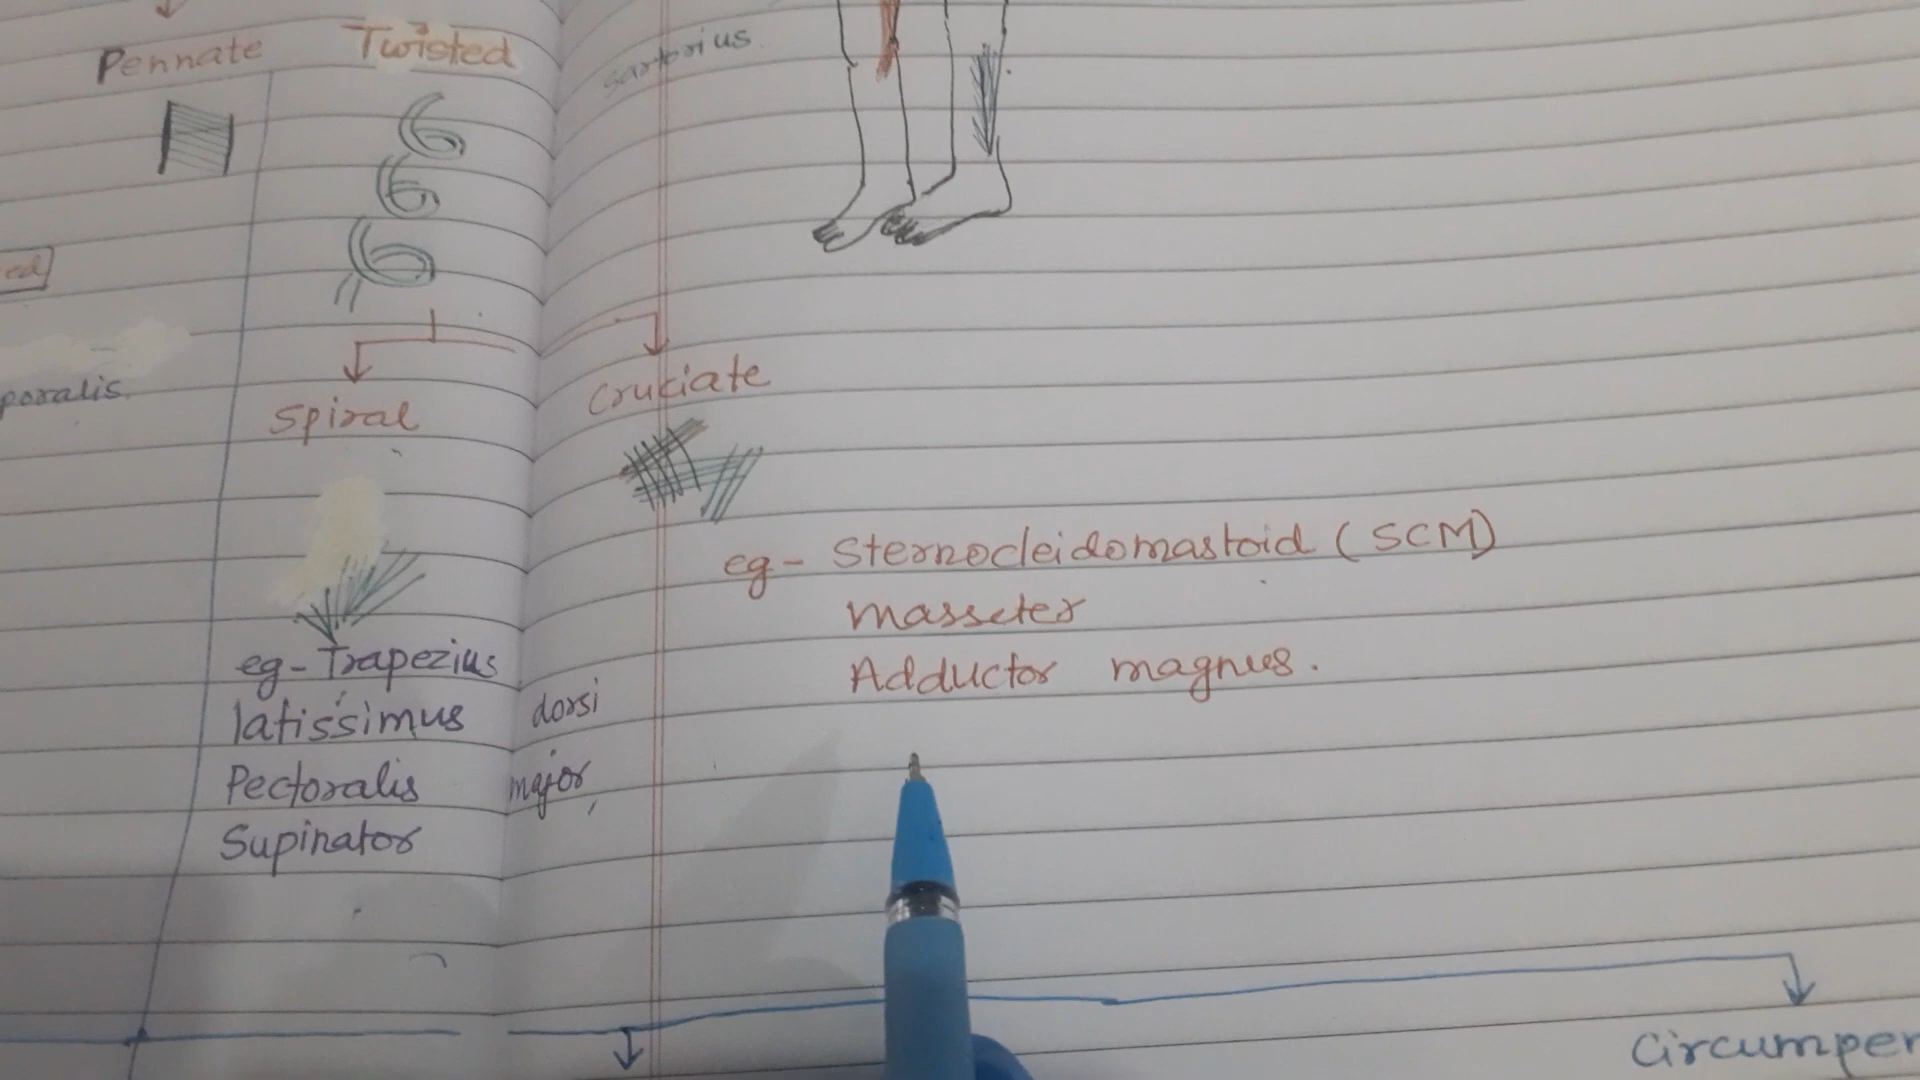 Pennate Twisted
sartorius
ed
poralis.
Spiral
Cruciate
eg- Sternocleidomastoid (SCM)
Masseter
Adductor magnus.
eg- Trapezius
latissimus dorsi
Pectoralis major
Supinator
Circumper